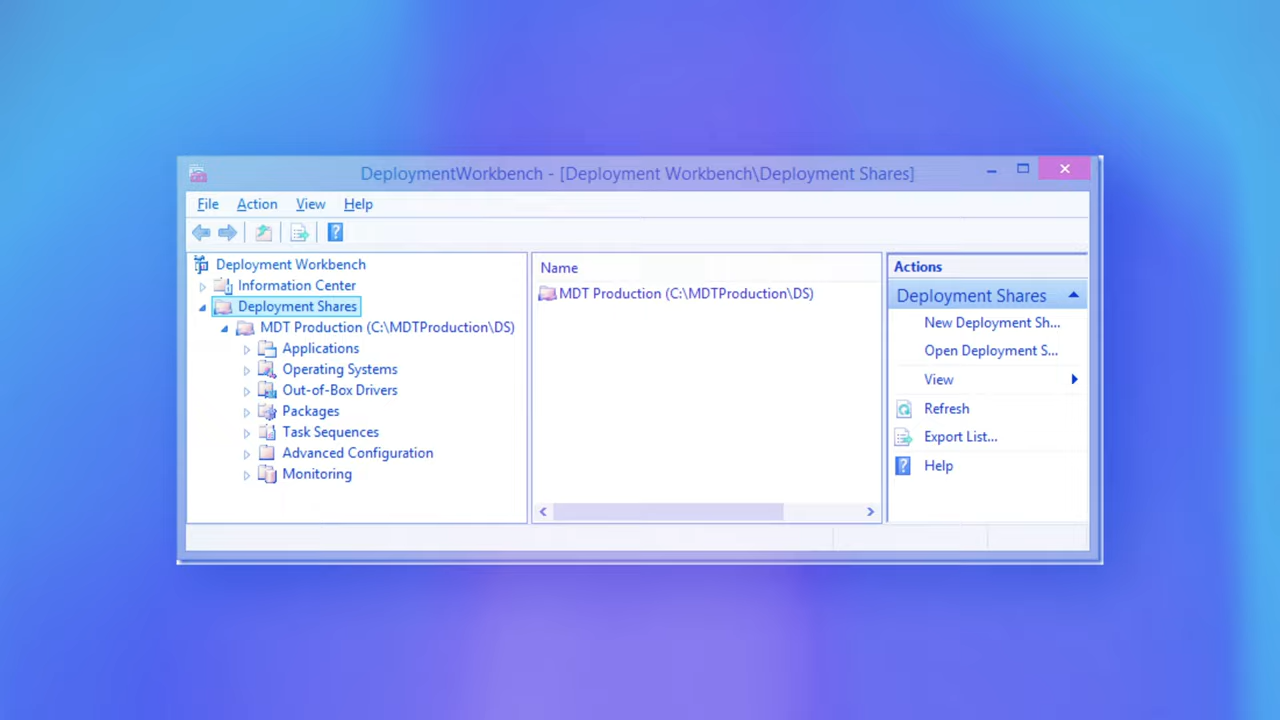 DeploymentWorkbench - [Deployment Workbench\Deployment Shares]
File Action View Help
Deployment Workbench
Information Center
Deployment Shares
MDT Production (C:\MDTProduction\DS)
Applications
Operating Systems
Out-of-Box Drivers
Packages
Task Sequences
Advanced Configuration
Monitoring
Name
MDT Production (C:\MDTProduction\DS)
Actions
Deployment Shares
New Deployment Sh...
Open Deployment S...
View
Refresh
Export List...
Help